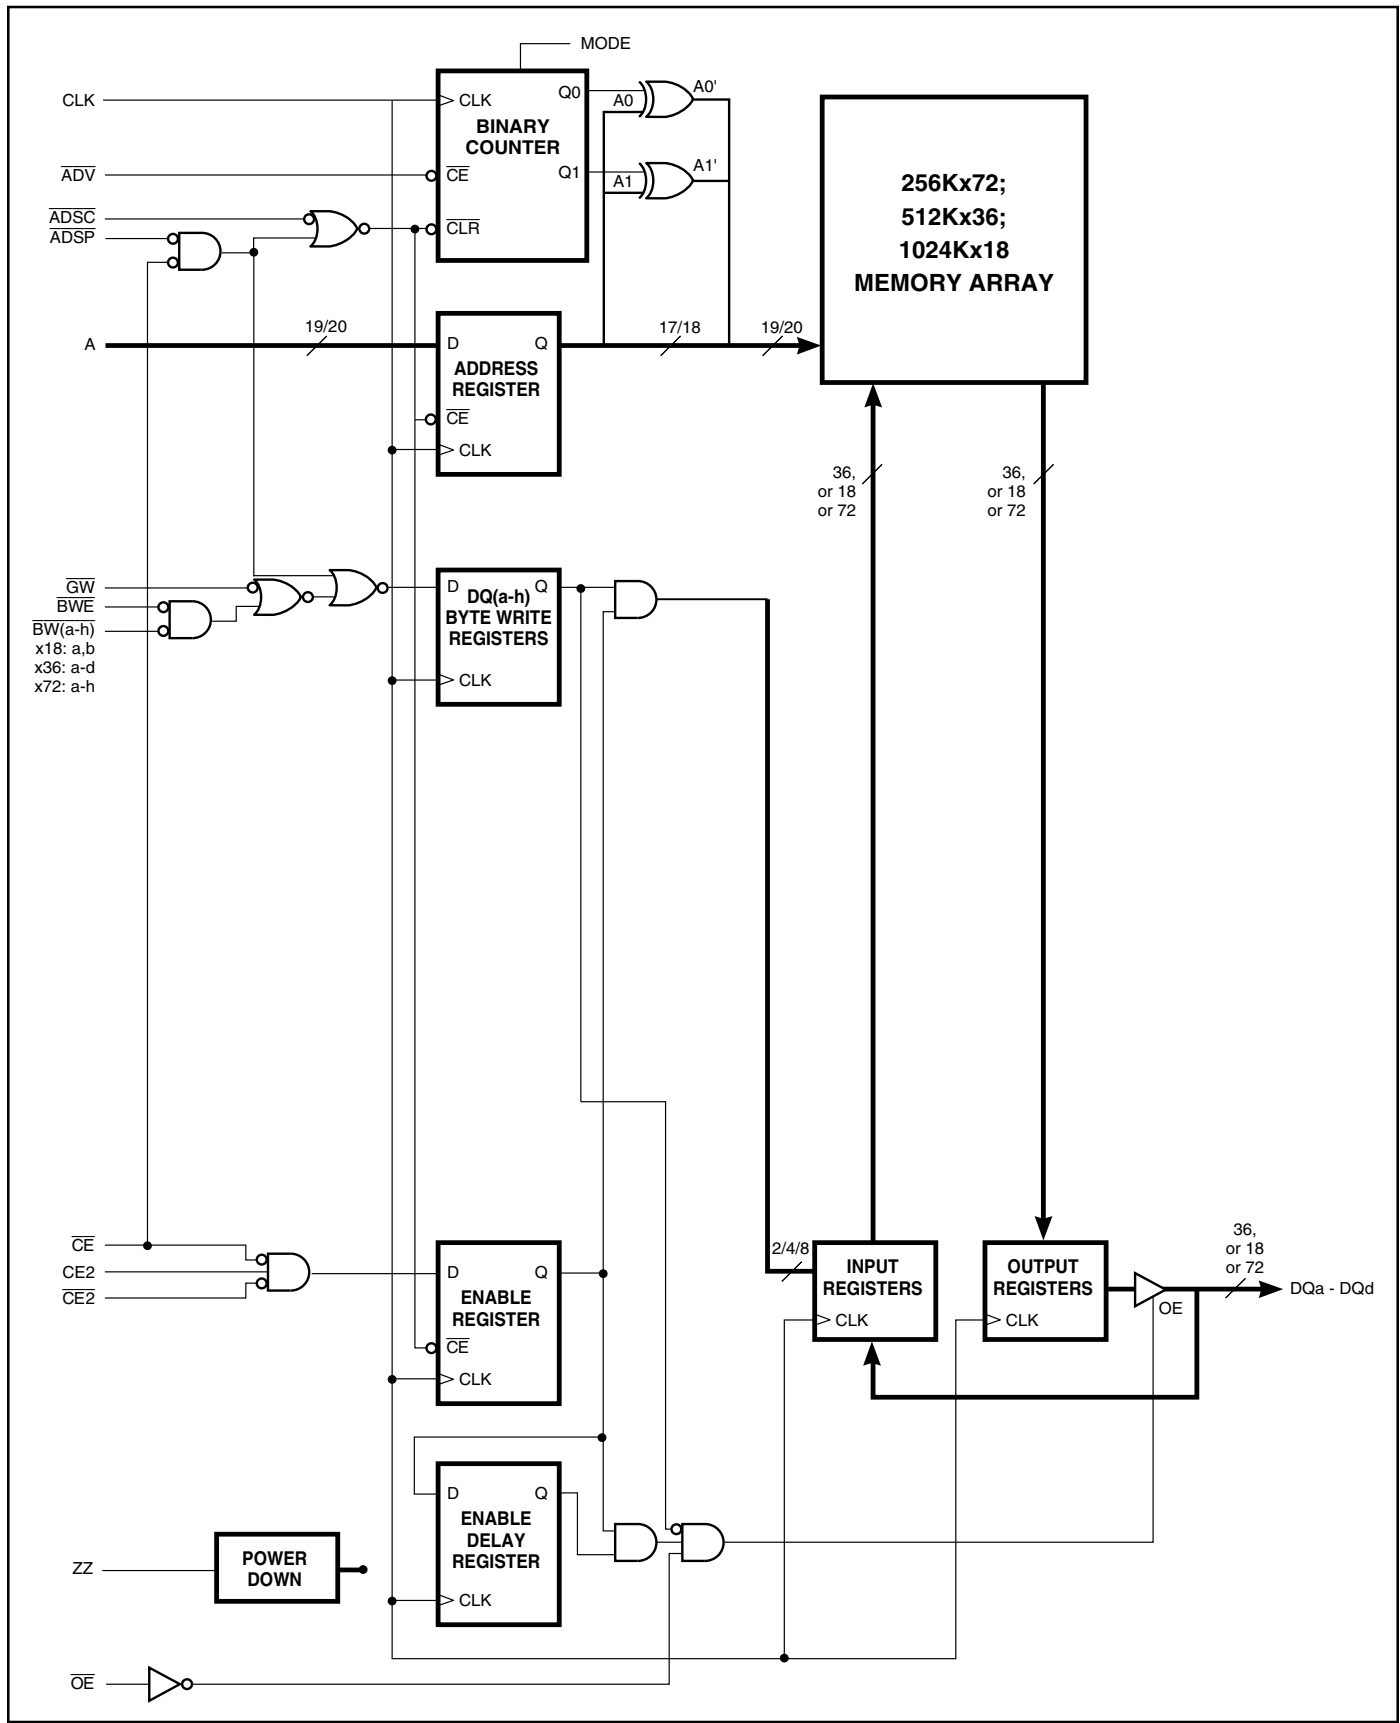 MODE
CLK
CLK
Q0
A0
A0'
BINARY
COUNTER
ADV
CE
Q1
A1
A1'
ADSC
ADSP
CLR
256Kx72;
512Kx36;
1024Kx18
MEMORY ARRAY
A
19/20
D
Q
17/18
19/20
ADDRESS
REGISTER
CE
CLK
36,
or 18
or 72
36,
or 18
or 72
GW
BWE
BW(a-h)
x18: a,b
x36: a-d
x72: a-h
D
Q
DQ(a-h)
BYTE WRITE
REGISTERS
CLK
CE
CE2
CE2
D
Q
ENABLE
REGISTER
CE
CLK
2/4/8
INPUT
REGISTERS
CLK
OUTPUT
REGISTERS
CLK
OE
36,
or 18
or 72
DQa - DQd
D
Q
ENABLE
DELAY
REGISTER
CLK
ZZ
POWER
DOWN
OE